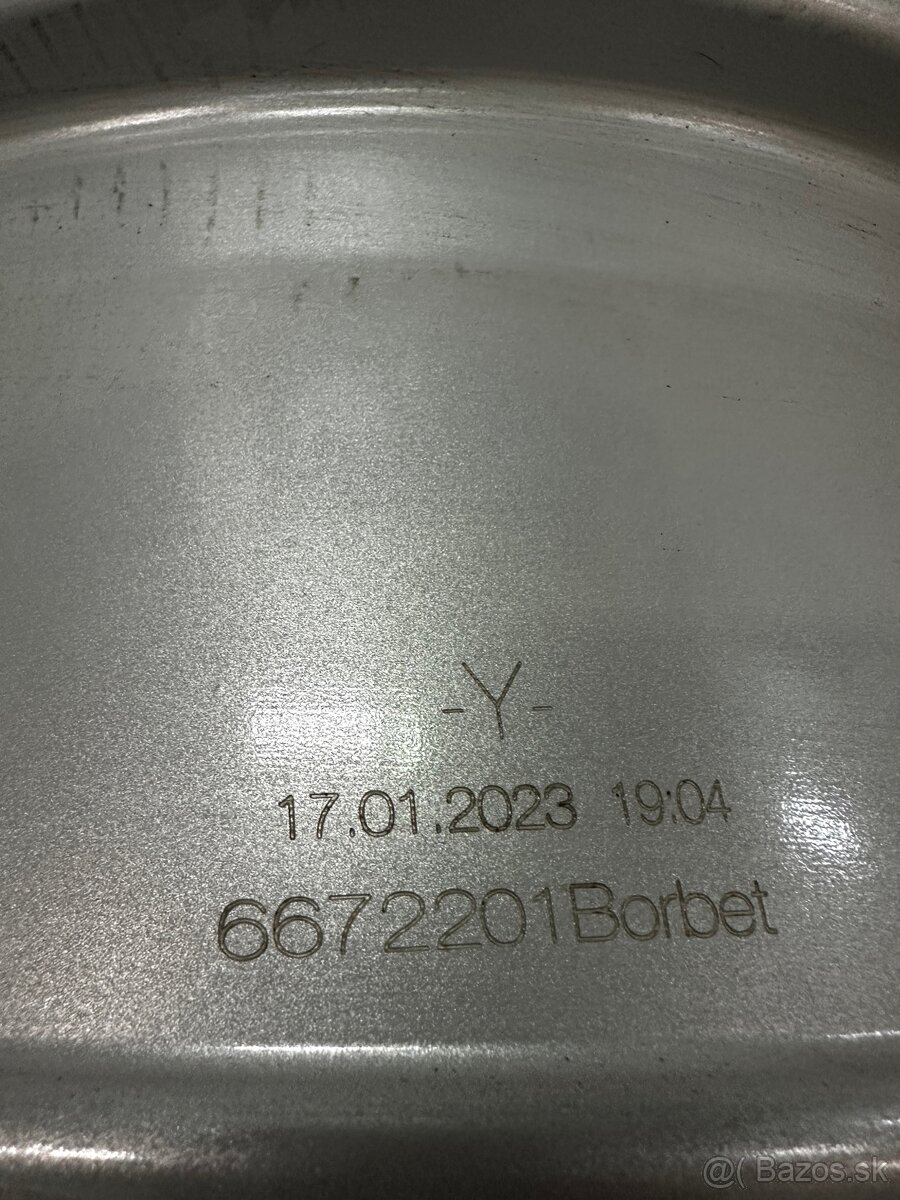 -Y-
17.01.2023 19:04
6672201Borbet
@( Bazos.sk